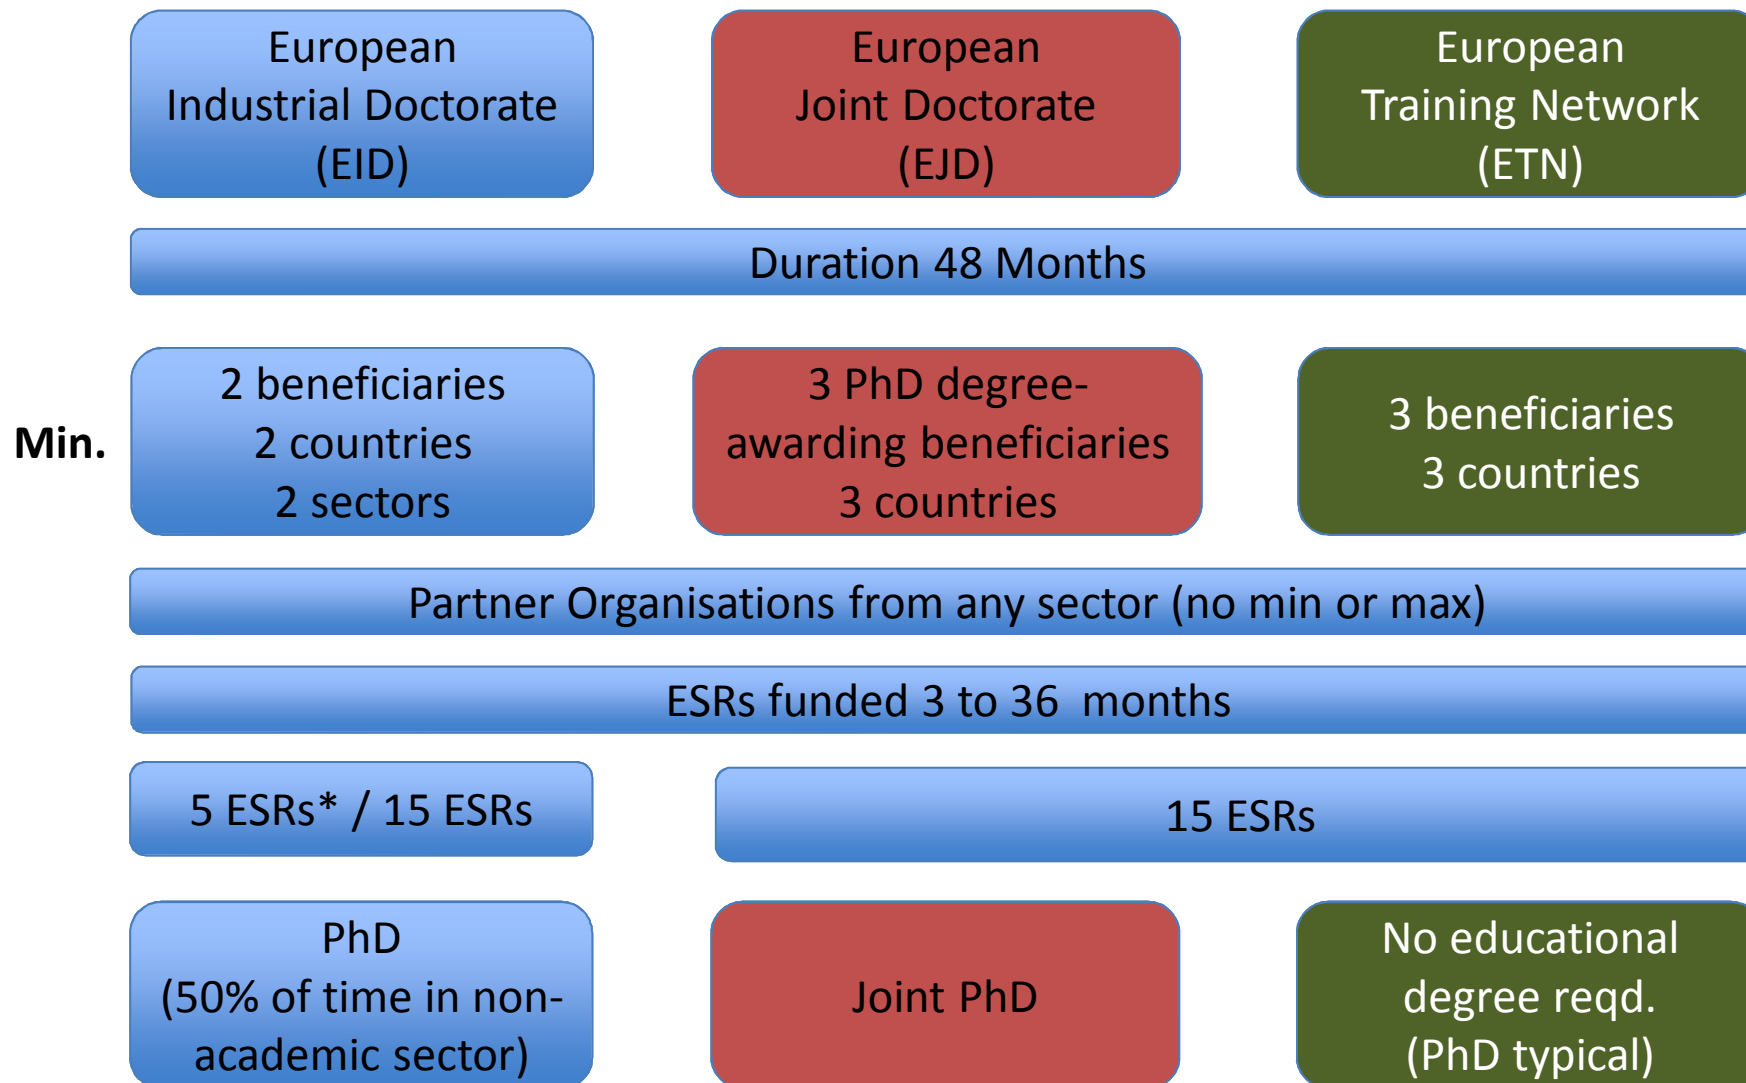 European
Industrial Doctorate
(EID)
European
Joint Doctorate
(EJD)
European
Training Network
(ETN)
Duration 48 Months
Min.
2 beneficiaries
2 countries
2 sectors
3 PhD degree-
awarding beneficiaries
3 countries
3 beneficiaries
3 countries
Partner Organisations from any sector (no min or max)
ESRs funded 3 to 36 months
5 ESRs* / 15 ESRs
15 ESRs
PhD
(50% of time in non-
academic sector)
Joint PhD
No educational
degree reqd.
(PhD typical)